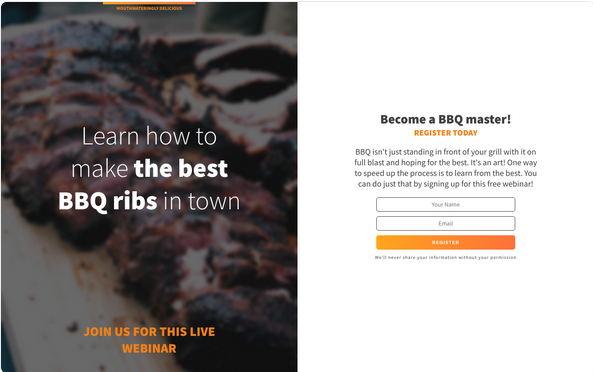 MOUTHWATERINGLY DELICIOUS
Learn how to
make the best
BBQ ribs in town
JOIN US FOR THIS LIVE
WEBINAR
Become a BBQ master!
REGISTER TODAY
BBQ isn't just standing in front of your grill with it on
full blast and hoping for the best. It's an art! One way
to speed up the process is to learn from the best. You
can do just that by signing up for this free webinar!
Your Name
Email
REGISTER
We'll never share your information without your permission